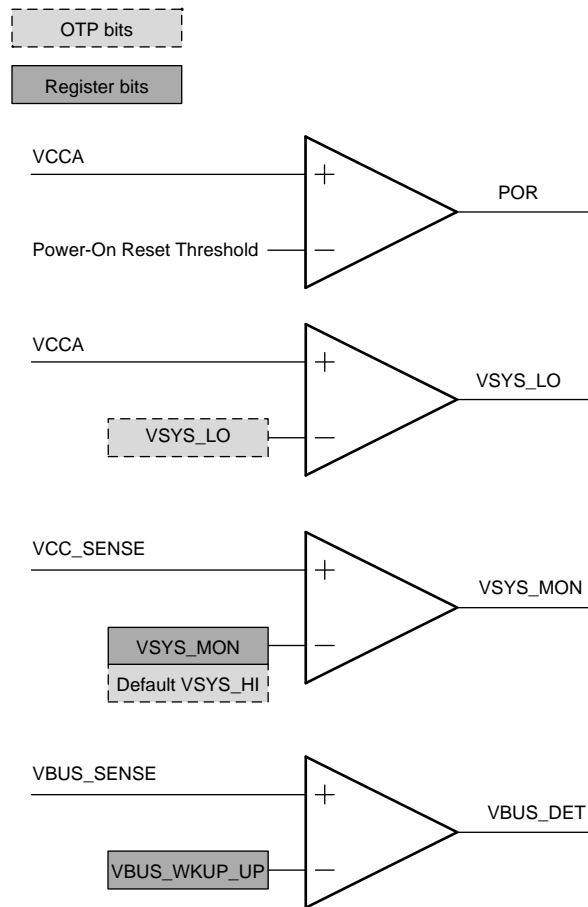 OTP bits
Register bits
VCCA
+
POR
Power-On Reset Threshold
−
VCCA
+
VSYS_LO
VSYS_LO
−
VCC_SENSE
+
VSYS_MON
VSYS_MON
−
Default VSYS_HI
VBUS_SENSE
+
VBUS_DET
VBUS_WKUP_UP
−